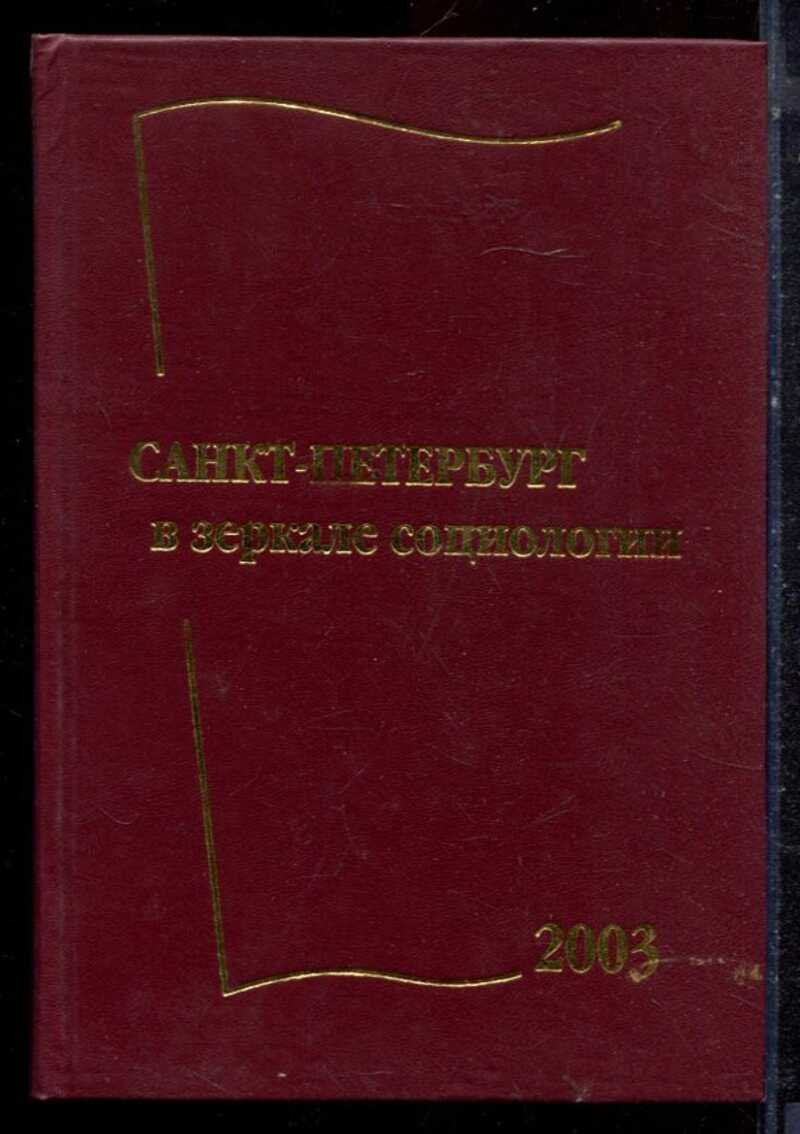 САНКТ-ПЕТЕРБУРГ
в зеркале социологии
2003